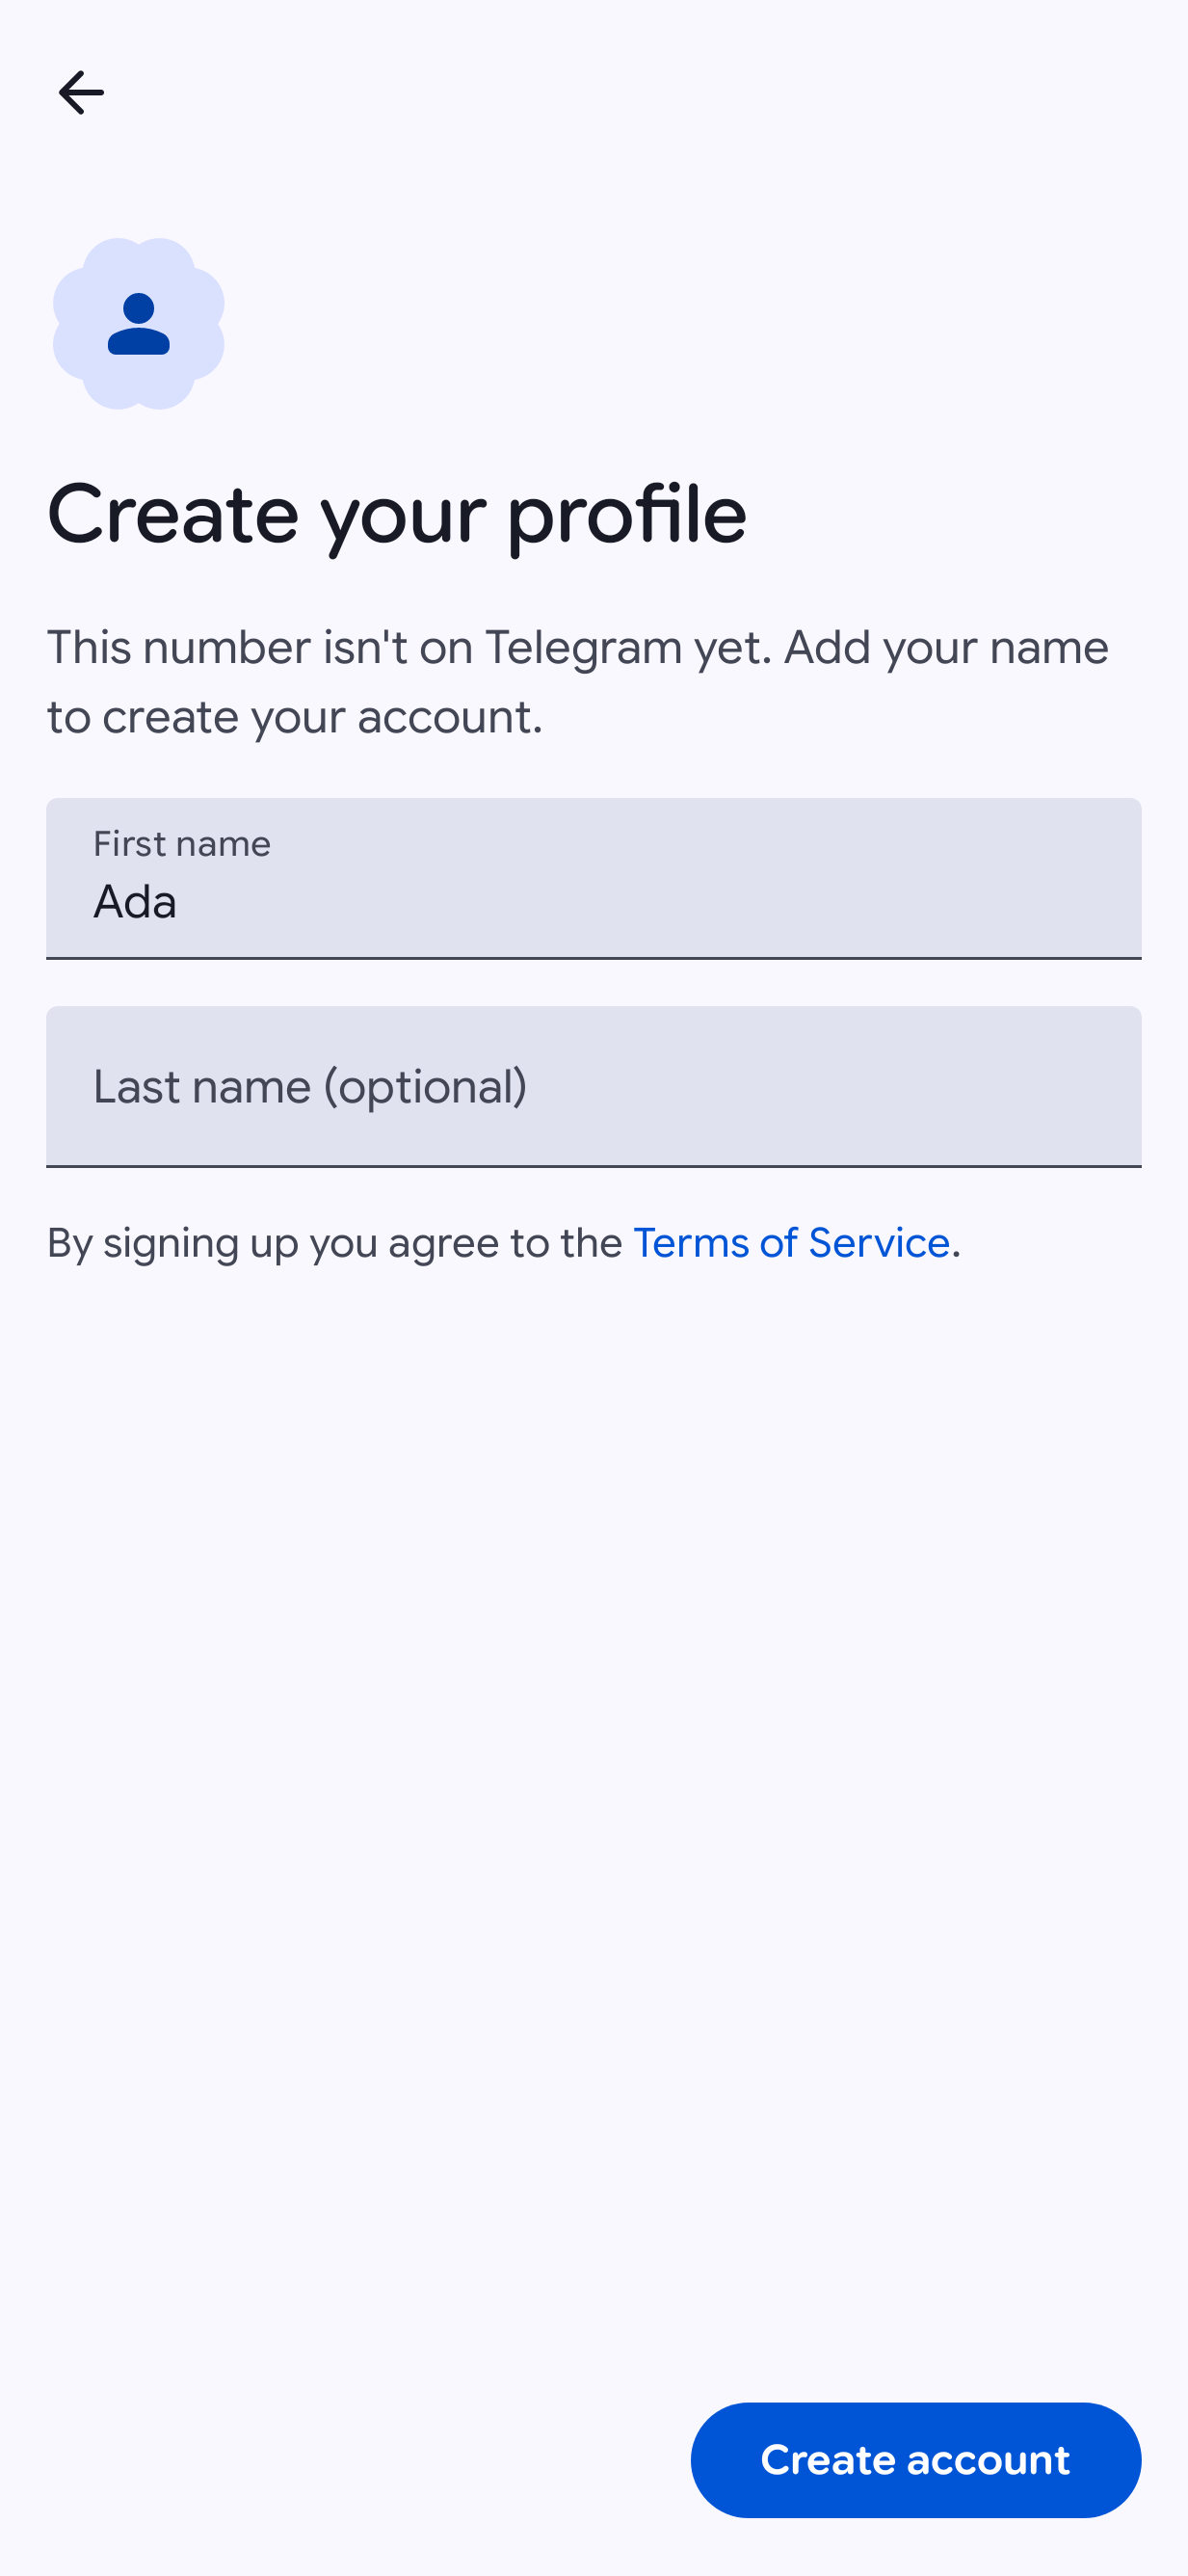 Create your profile
This number isn't on Telegram yet. Add your name
to create your account.
First name
Ada
Last name (optional)
By signing up you agree to the Terms of Service.
Create account